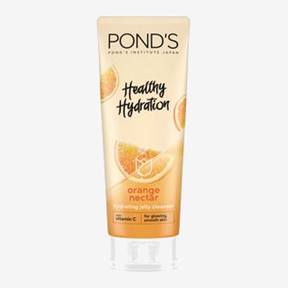 POND'S
POND'S INSTITUTE JAPAN
Healthy
Hydration
orange
nectar
hydrating jelly cleanser
with
vitamin C
for glowing,
smooth skin